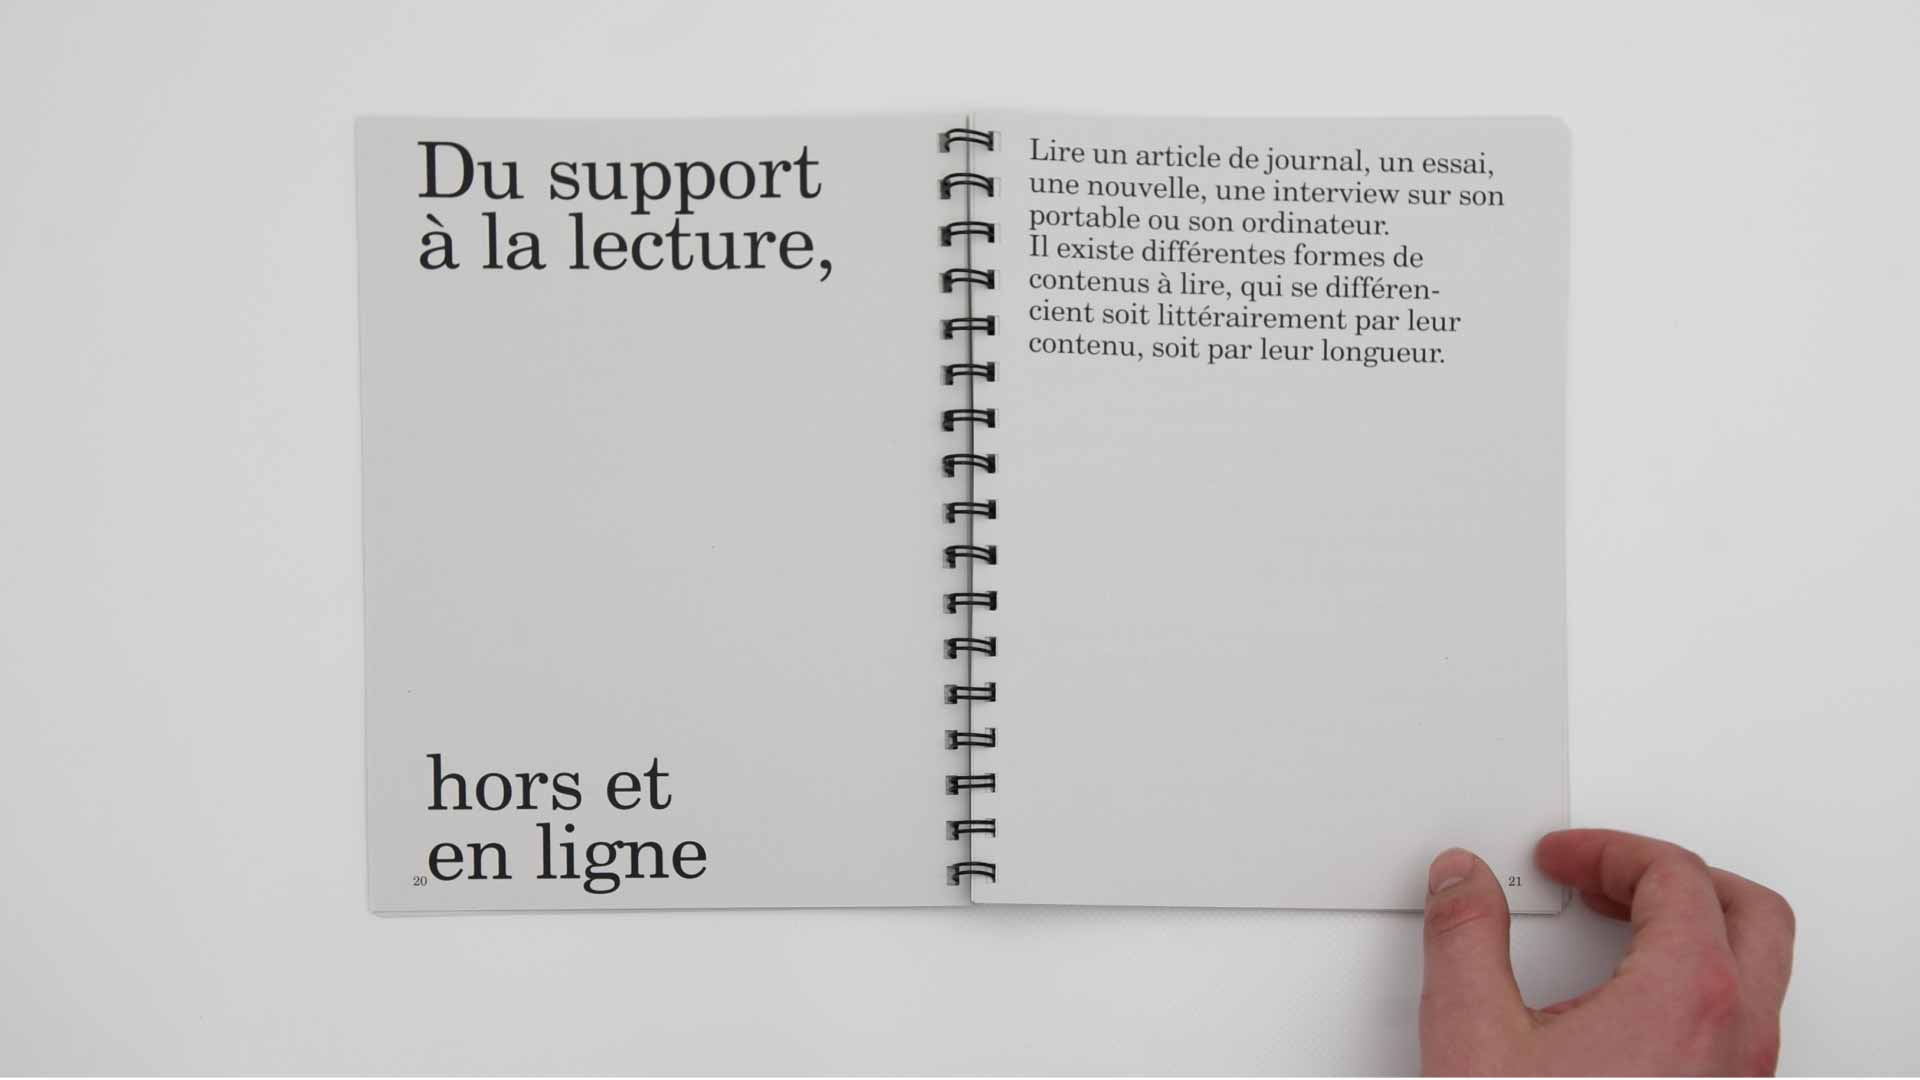 Du support
à la lecture,
hors et
en ligne
20
Lire un article de journal, un essai,
une nouvelle, une interview sur son
portable ou son ordinateur.
Il existe différentes formes de
contenus à lire, qui se différen-
cient soit littérairement par leur
contenu, soit par leur longueur.
21